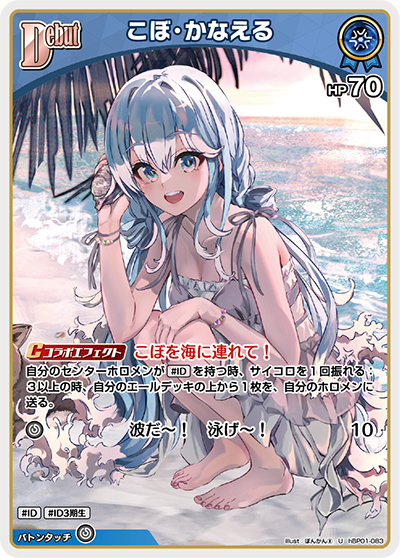 Debut
こぼ・かなえる
HP 70
Cコラボエフェクト こぼを海に連れて！
自分のセンターホロメンが #ID を持つ時、サイコロを1回振れる：
3以上の時、自分のエールデッキの上から1枚を、自分のホロメンに
送る。
波だ～！ 泳げ～！ 10
#ID #ID3期生
バトンタッチ
illust ぽんかんⓧ U hBP01-083